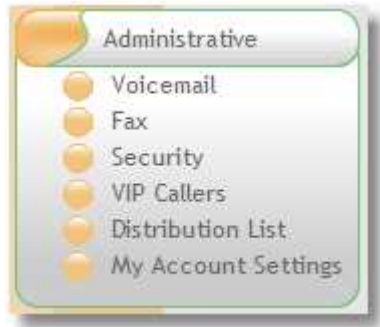 Administrative
Voicemail
Fax
Security
VIP Callers
Distribution List
My Account Settings